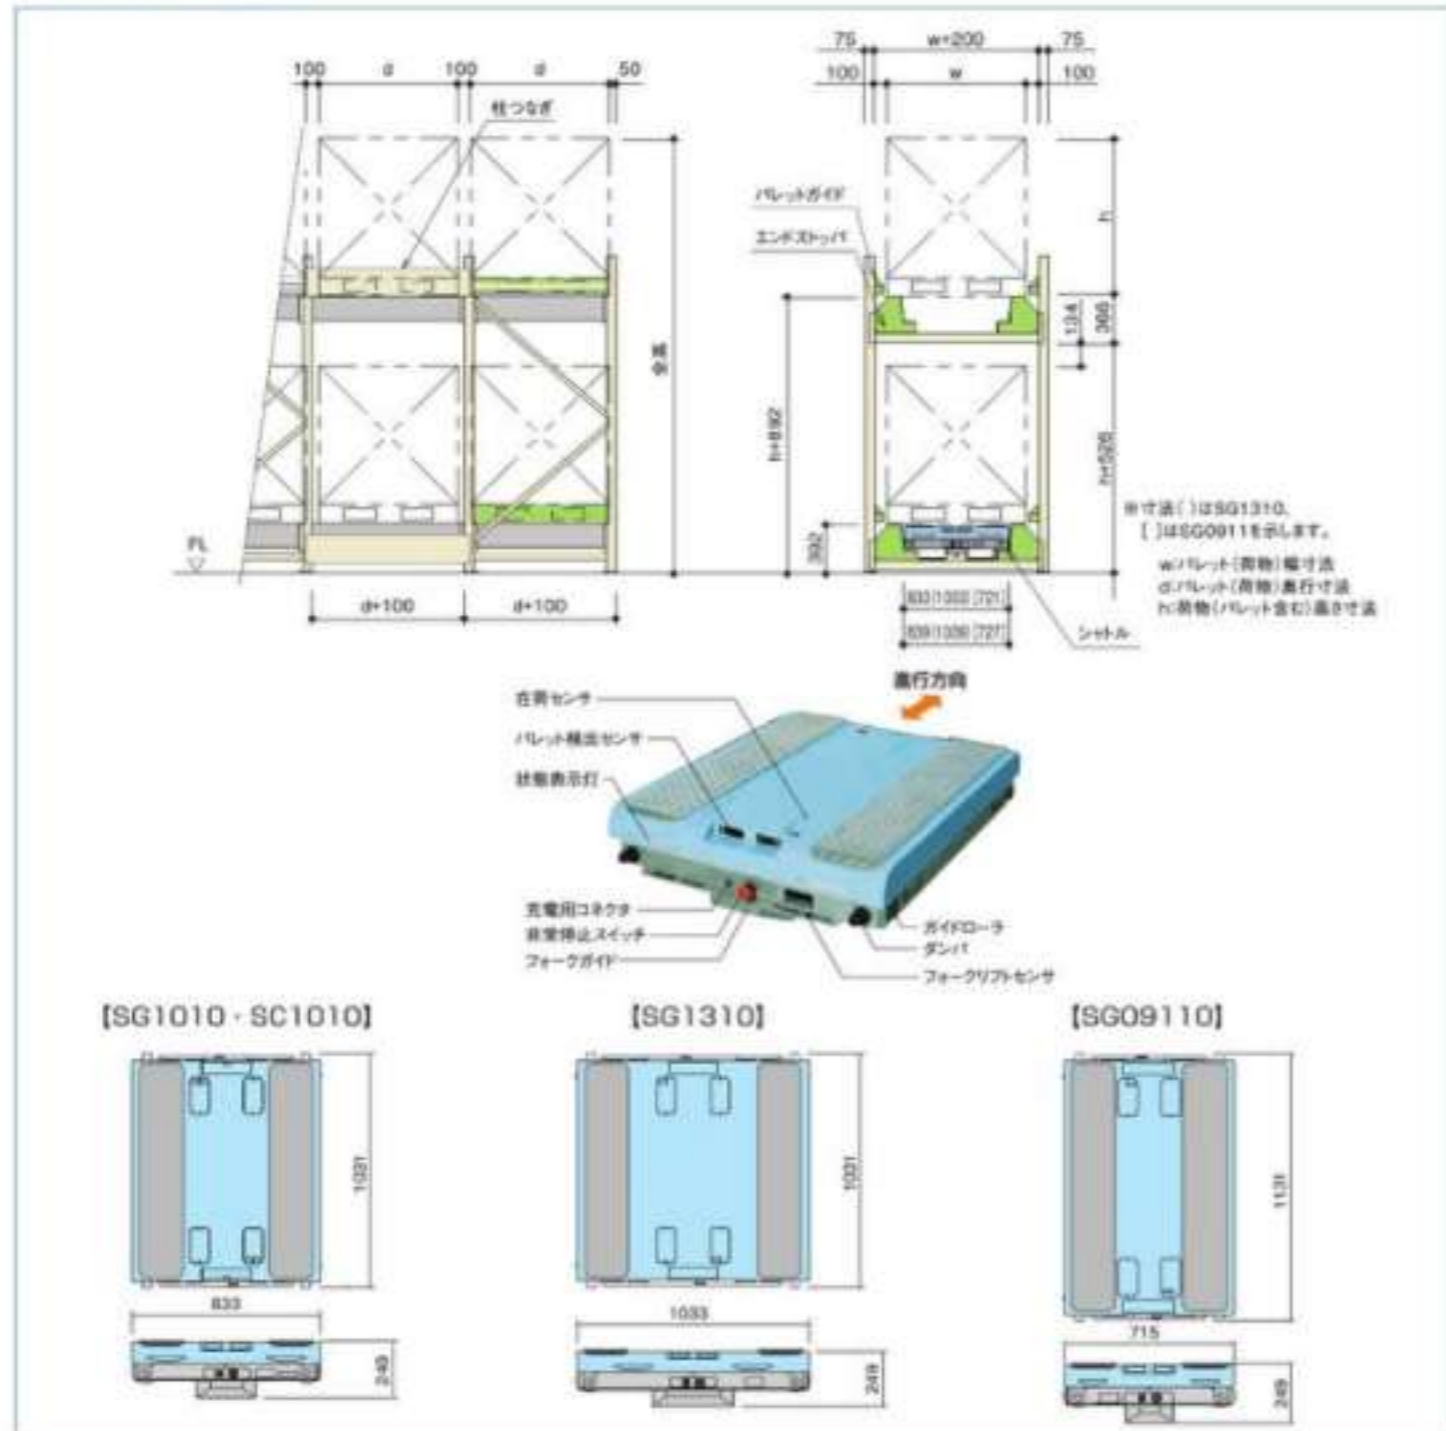 75 w+200 75
100 d 100 d 50
100 w 100
柱つなぎ
パレットガイド
エンドストッパ
h
134
366
全高
h+892
h+526
392
FL
d+100 d+100
※寸法( )はSG1310、
[ ]はSG0911を示します。
w:パレット(荷物)幅寸法
d:パレット(荷物)奥行寸法
h:荷物(パレット含む)高さ寸法
シャトル
進行方向
在荷センサ
パレット検出センサ
状態表示灯
充電用コネクタ
非常停止スイッチ
フォークガイド
ガイドローラ
ダンパ
フォークリフトセンサ
【SG1010・SC1010】
【SG1310】
【SG09110】
1031
1031
1131
833
1033
715
249
249
249